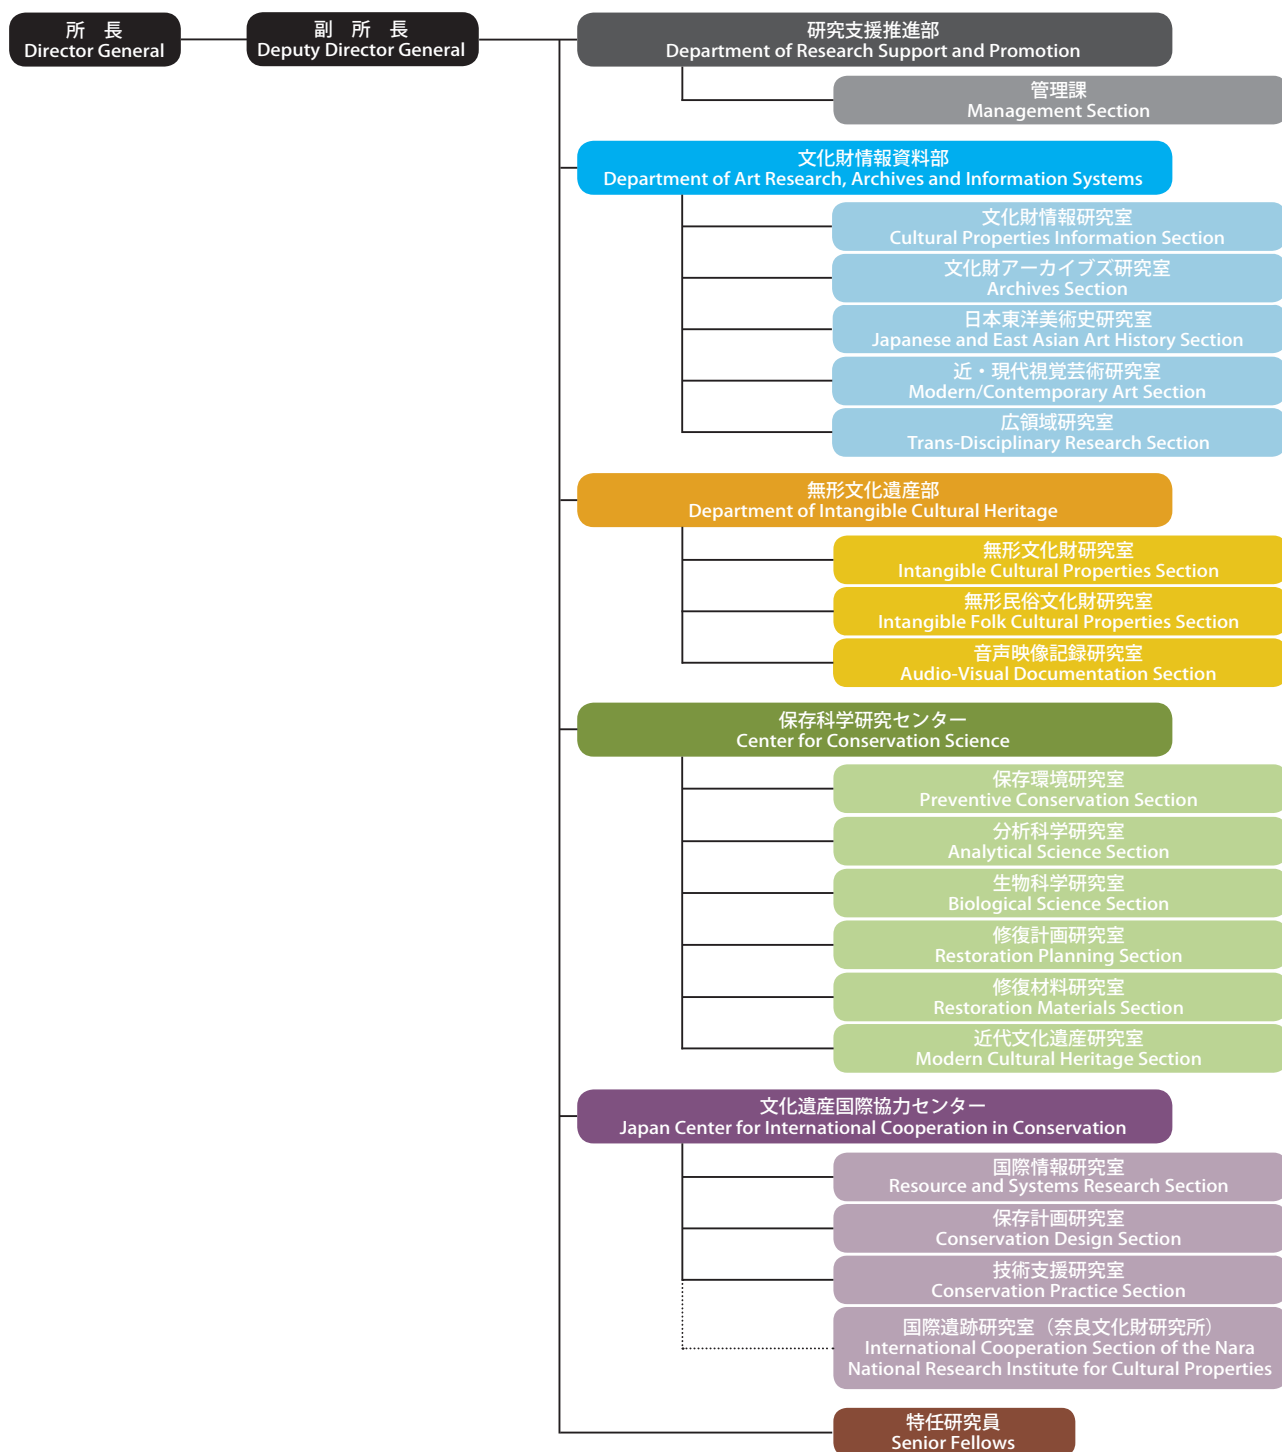 所　長
Director General
副　所　長
Deputy Director General
研究支援推進部
Department of Research Support and Promotion
管理課
Management Section
文化財情報資料部
Department of Art Research, Archives and Information Systems
文化財情報研究室
Cultural Properties Information Section
文化財アーカイブズ研究室
Archives Section
日本東洋美術史研究室
Japanese and East Asian Art History Section
近・現代視覚芸術研究室
Modern/Contemporary Art Section
広領域研究室
Trans-Disciplinary Research Section
無形文化遺産部
Department of Intangible Cultural Heritage
無形文化財研究室
Intangible Cultural Properties Section
無形民俗文化財研究室
Intangible Folk Cultural Properties Section
音声映像記録研究室
Audio-Visual Documentation Section
保存科学研究センター
Center for Conservation Science
保存環境研究室
Preventive Conservation Section
分析科学研究室
Analytical Science Section
生物科学研究室
Biological Science Section
修復計画研究室
Restoration Planning Section
修復材料研究室
Restoration Materials Section
近代文化遺産研究室
Modern Cultural Heritage Section
文化遺産国際協力センター
Japan Center for International Cooperation in Conservation
国際情報研究室
Resource and Systems Research Section
保存計画研究室
Conservation Design Section
技術支援研究室
Conservation Practice Section
国際遺跡研究室（奈良文化財研究所）
International Cooperation Section of the Nara
National Research Institute for Cultural Properties
特任研究員
Senior Fellows